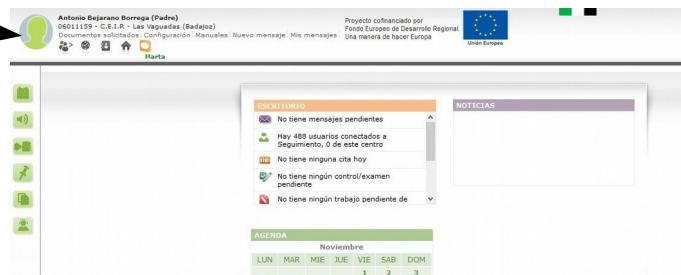 Antonio Bejarano Borrega (Padre)
06011159 - C.E.I.P. - Las Vaguadas (Badajoz)
Documentos solicitados Configuración Manuales Nuevo mensaje Mis mensajes
Marta
Proyecto cofinanciado por
Fondo Europeo de Desarrollo Regional.
Una manera de hacer Europa
Unión Europea
ESCRITORIO
No tiene mensajes pendientes
Hay 488 usuarios conectados a
Seguimiento, 0 de este centro
No tiene ninguna cita hoy
No tiene ningún control/examen
pendiente
No tiene ningún trabajo pendiente de
NOTICIAS
AGENDA
Noviembre
LUN MAR MIE JUE VIE SAB DOM
1 2 3